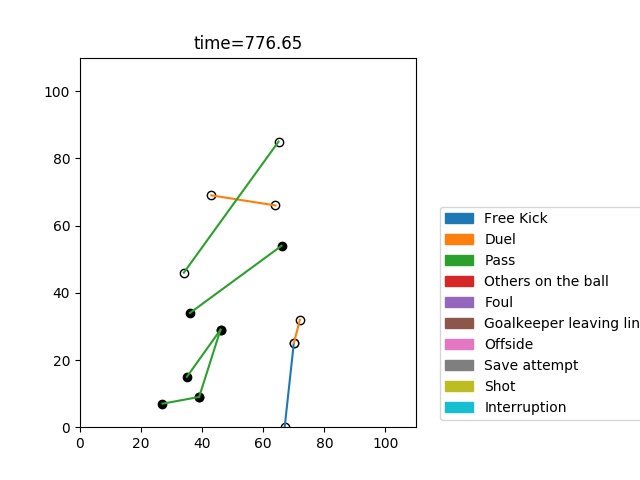 time=776.65
100
80
60
40
20
0
0 20 40 60 80 100
Free Kick
Duel
Pass
Others on the ball
Foul
Goalkeeper leaving lin
Offside
Save attempt
Shot
Interruption